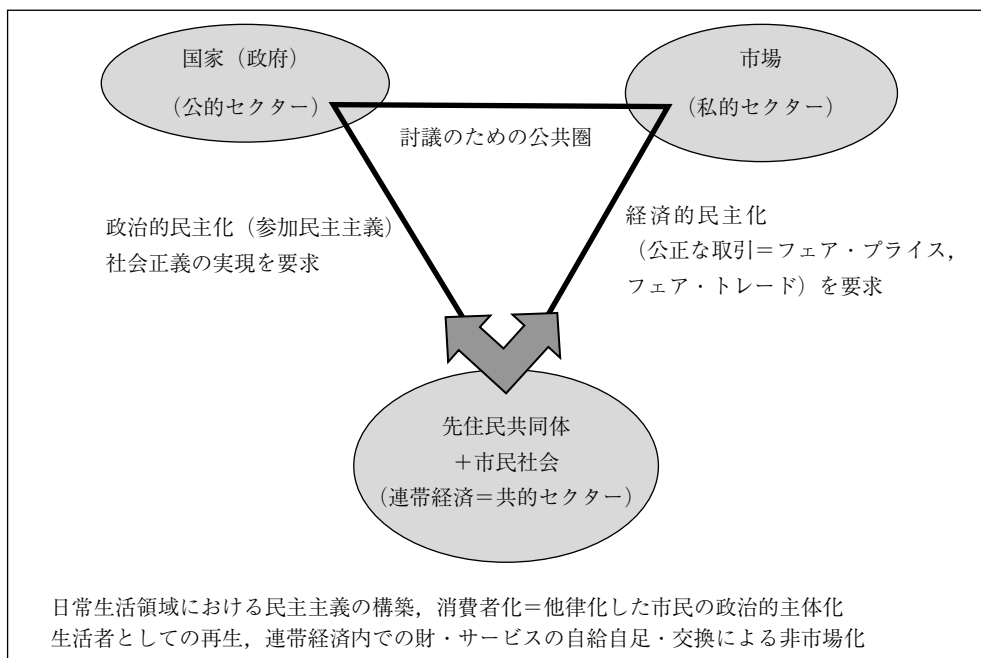 国家（政府）
（公的セクター）
市場
（私的セクター）
討議のための公共圏
政治的民主化（参加民主主義）
社会正義の実現を要求
経済的民主化
（公正な取引＝フェア・プライス，
フェア・トレード）を要求
先住民共同体
＋市民社会
（連帯経済＝共的セクター）
日常生活領域における民主主義の構築，消費者化＝他律化した市民の政治的主体化
生活者としての再生，連帯経済内での財・サービスの自給自足・交換による非市場化